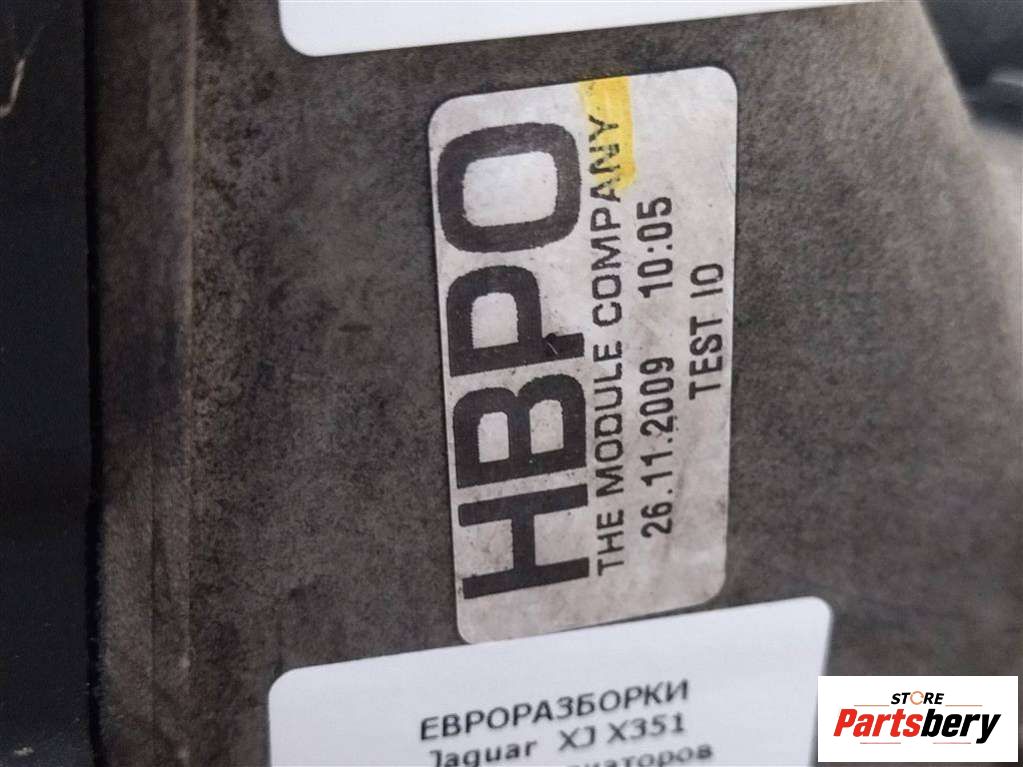 HBPO
THE MODULE COMPANY
26.11.2009 10:05
TEST IO
ЕВРОРАЗБОРКИ
Jaguar XJ X351
STORE
Partsbery